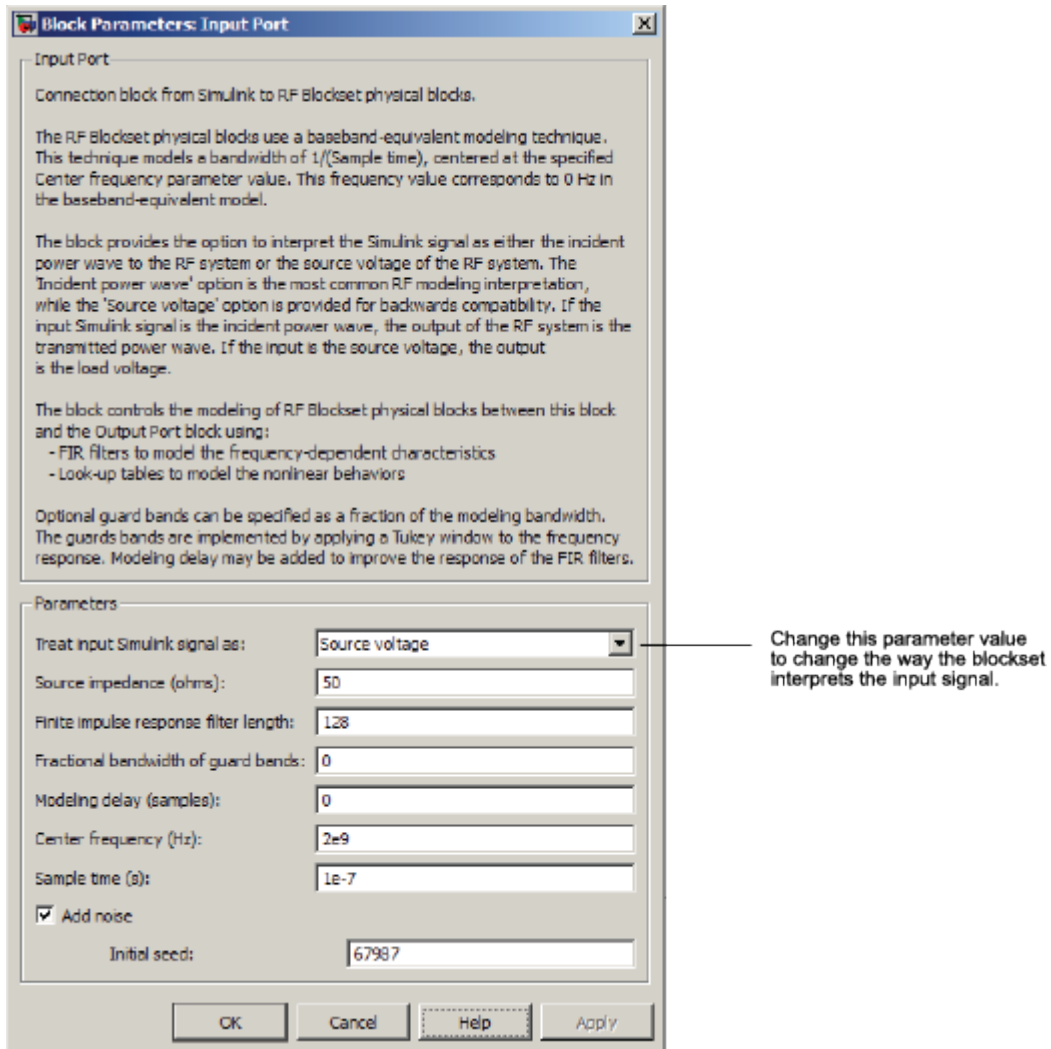 Block Parameters: Input Port
Input Port
Connection block from Simulink to RF Blockset physical blocks.
The RF Blockset physical blocks use a baseband-equivalent modeling technique.
This technique models a bandwidth of 1/(Sample time), centered at the specified
Center frequency parameter value. This frequency value corresponds to 0 Hz in
the baseband-equivalent model.
The block provides the option to interpret the Simulink signal as either the incident
power wave to the RF system or the source voltage of the RF system. The
'Incident power wave' option is the most common RF modeling interpretation,
while the 'Source voltage' option is provided for backwards compatibility. If the
input Simulink signal is the incident power wave, the output of the RF system is the
transmitted power wave. If the input is the source voltage, the output
is the load voltage.
The block controls the modeling of RF Blockset physical blocks between this block
and the Output Port block using:
- FIR filters to model the frequency-dependent characteristics
- Look-up tables to model the nonlinear behaviors
Optional guard bands can be specified as a fraction of the modeling bandwidth.
The guards bands are implemented by applying a Tukey window to the frequency
response. Modeling delay may be added to improve the response of the FIR filters.
Parameters
Treat input Simulink signal as: Source voltage
Source impedance (ohms): 50
Finite impulse response filter length: 128
Fractional bandwidth of guard bands: 0
Modeling delay (samples): 0
Center frequency (Hz): 2e9
Sample time (s): 1e-7
Add noise
Initial seed: 67987
OK Cancel Help Apply
Change this parameter value
to change the way the blockset
interprets the input signal.